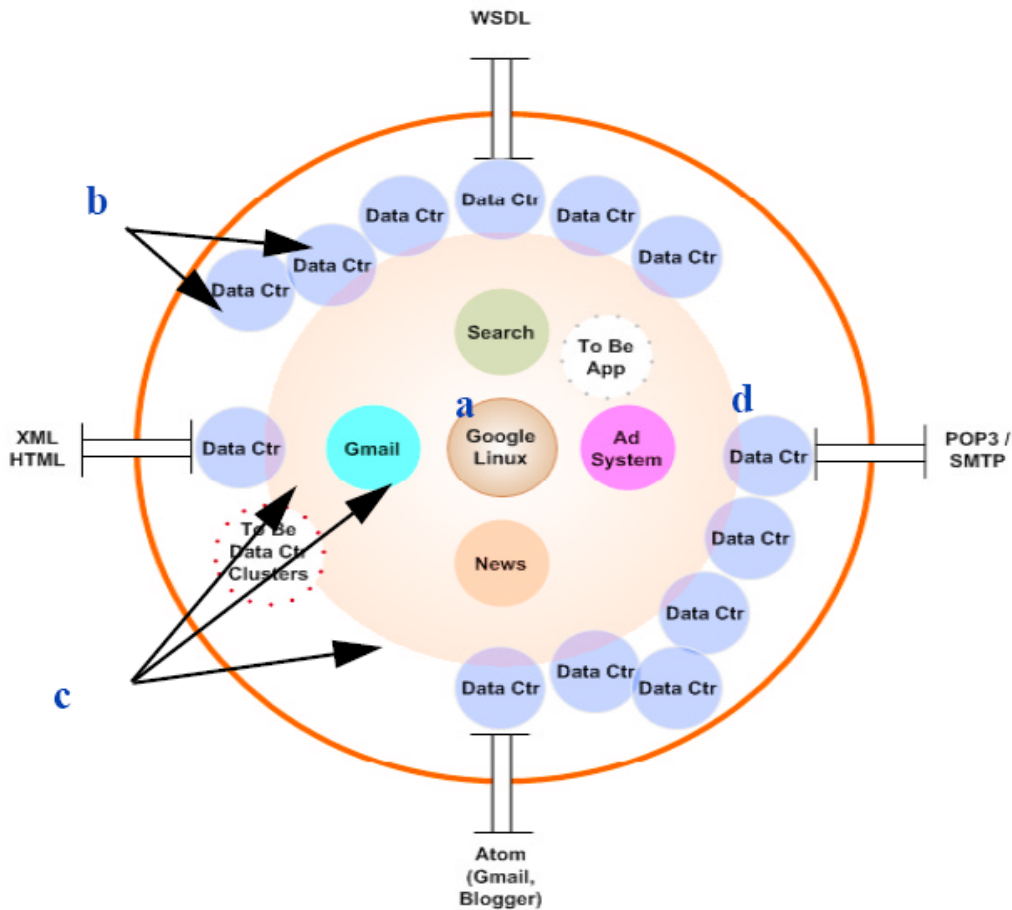 WSDL
b
Data Ctr
Data Ctr
Data Ctr
Data Ctr
Data Ctr
Data Ctr
Search
To Be
App
a
d
XML
HTML
Data Ctr
Gmail
Google
Linux
Ad
System
Data Ctr
POP3 /
SMTP
To Be
Data Ctr
Clusters
News
Data Ctr
Data Ctr
c
Data Ctr
Data Ctr
Data Ctr
Atom
(Gmail,
Blogger)